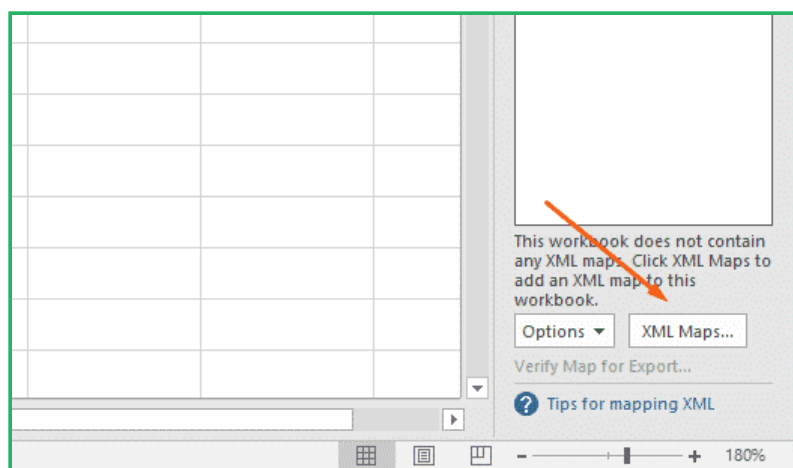 This workbook does not contain
any XML maps. Click XML Maps to
add an XML map to this
workbook.
Options
XML Maps...
Verify Map for Export...
Tips for mapping XML
180%